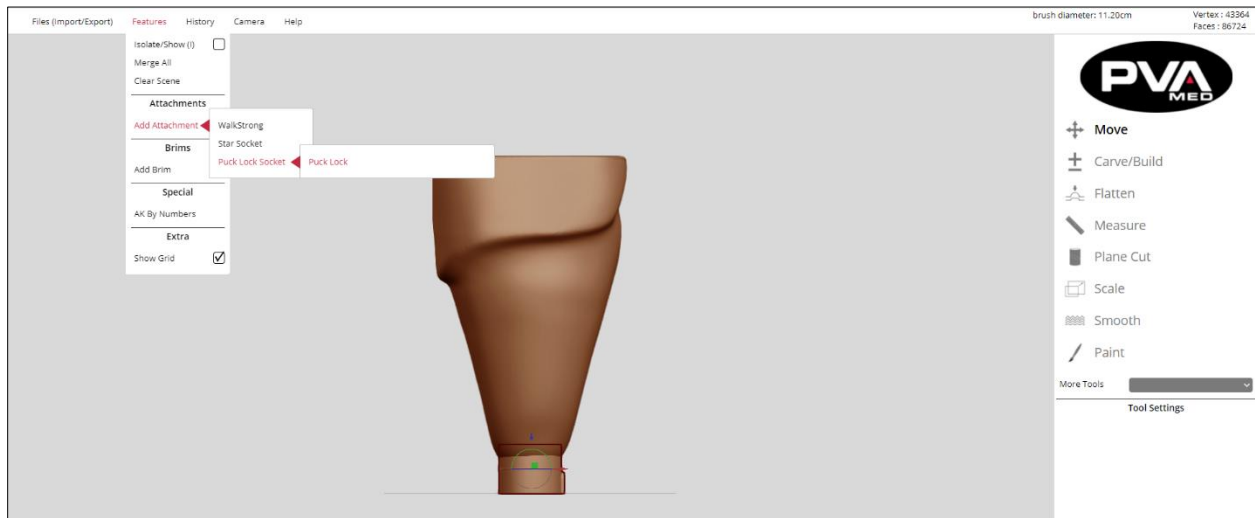 Files (Import/Export) Features History Camera Help brush diameter: 11.20cm Vertex : 43364
Faces : 86724
Isolate/Show (I)
Merge All
Clear Scene
Attachments
Add Attachment
WalkStrong
Star Socket
Puck Lock Socket
Puck Lock
Brims
Add Brim
Special
AK By Numbers
Extra
Show Grid
PVA
MED
Move
Carve/Build
Flatten
Measure
Plane Cut
Scale
Smooth
Paint
More Tools
Tool Settings